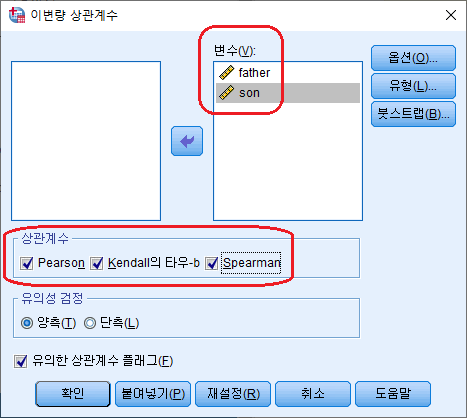 이변량 상관계수
변수(V):
father
son
옵션(O)...
유형(L)...
붓스트랩(B)...
상관계수
Pearson Kendall의 타우-b Spearman
유의성 검정
양측(T) 단측(L)
유의한 상관계수 플래그(F)
확인 붙여넣기(P) 재설정(R) 취소 도움말